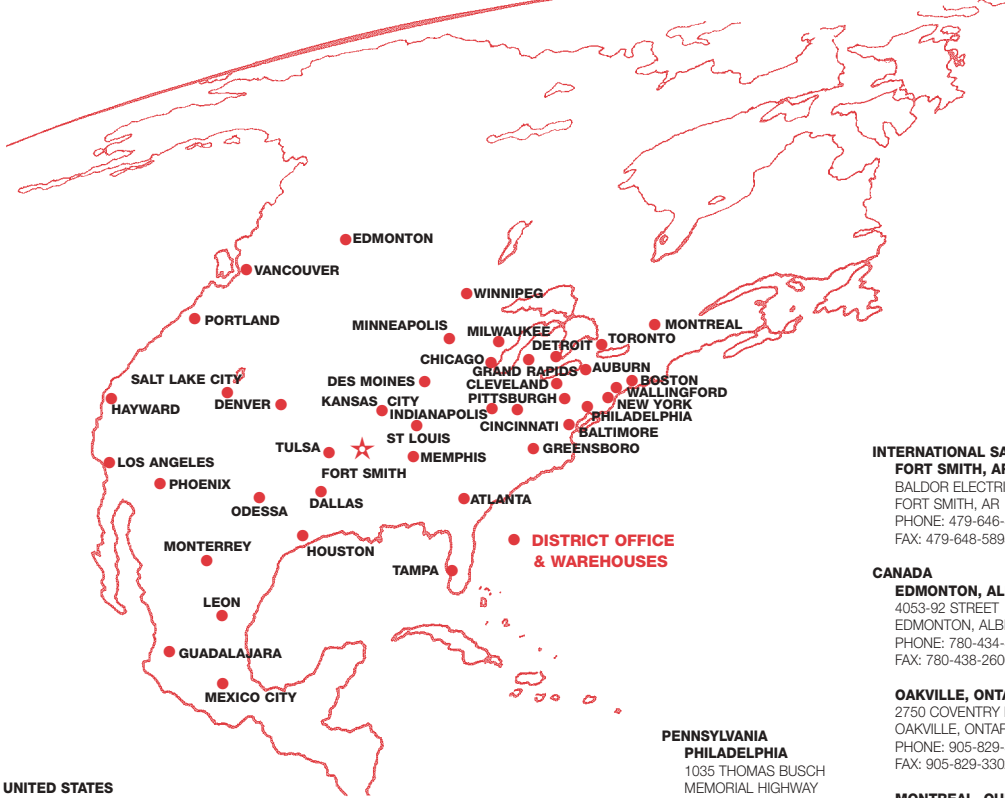 EDMONTON
VANCOUVER
WINNIPEG
PORTLAND
MONTREAL
MINNEAPOLIS
MILWAUKEE
DETROIT
TORONTO
CHICAGO
GRAND RAPIDS
AUBURN
SALT LAKE CITY
DES MOINES
CLEVELAND
BOSTON
HAYWARD
DENVER
KANSAS CITY
PITTSBURGH
WALLINGFORD
NEW YORK
INDIANAPOLIS
PHILADELPHIA
CINCINNATI
BALTIMORE
ST LOUIS
TULSA
GREENSBORO
MEMPHIS
LOS ANGELES
FORT SMITH
PHOENIX
DALLAS
ATLANTA
ODESSA
MONTERREY
HOUSTON
DISTRICT OFFICE
& WAREHOUSES
TAMPA
LEON
GUADALAJARA
MEXICO CITY
UNITED STATES
PENNSYLVANIA
PHILADELPHIA
1035 THOMAS BUSCH
MEMORIAL HIGHWAY
INTERNATIONAL
FORT SMITH,
BALDOR
FORT SMITH, AR
PHONE: 479-646-
FAX: 479-648-589
CANADA
EDMONTON, AL
4053-92 STREET
EDMONTON,
PHONE: 780-434-
FAX: 780-438-260
OAKVILLE,
2750 COVENTRY
OAKVILLE,
PHONE: 905-829-
FAX: 905-829-330